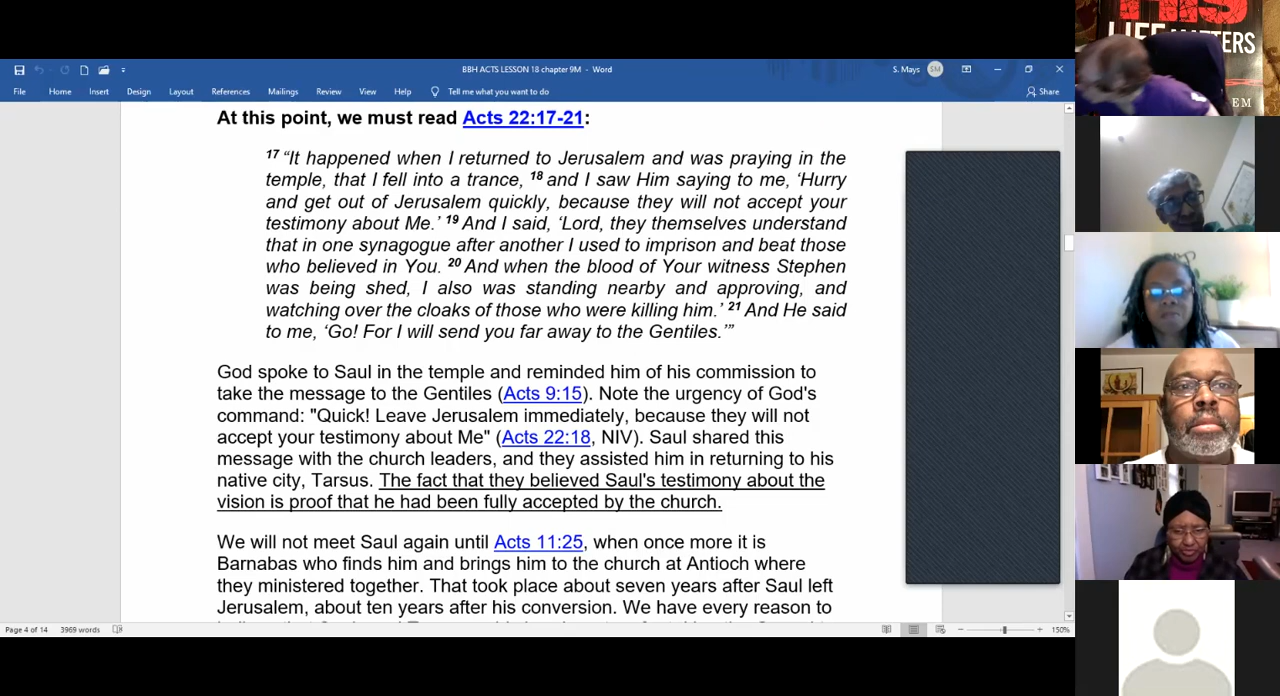 BBH ACTS LESSON 18 chapter 9M - Word
S. Mays
SM
File Home Insert Design Layout References Mailings Review View Help Tell me what you want to do
Share
At this point, we must read Acts 22:17-21:
17 “It happened when I returned to Jerusalem and was praying in the
temple, that I fell into a trance, 18 and I saw Him saying to me, ‘Hurry
and get out of Jerusalem quickly, because they will not accept your
testimony about Me.’ 19 And I said, ‘Lord, they themselves understand
that in one synagogue after another I used to imprison and beat those
who believed in You. 20 And when the blood of Your witness Stephen
was being shed, I also was standing nearby and approving, and
watching over the cloaks of those who were killing him.’ 21 And He said
to me, ‘Go! For I will send you far away to the Gentiles.’”
God spoke to Saul in the temple and reminded him of his commission to
take the message to the Gentiles (Acts 9:15). Note the urgency of God's
command: "Quick! Leave Jerusalem immediately, because they will not
accept your testimony about Me" (Acts 22:18, NIV). Saul shared this
message with the church leaders, and they assisted him in returning to his
native city, Tarsus. The fact that they believed Saul's testimony about the
vision is proof that he had been fully accepted by the church.
We will not meet Saul again until Acts 11:25, when once more it is
Barnabas who finds him and brings him to the church at Antioch where
they ministered together. That took place about seven years after Saul left
Jerusalem, about ten years after his conversion. We have every reason to
Page 4 of 14 3969 words
150%
HIS
LIFE